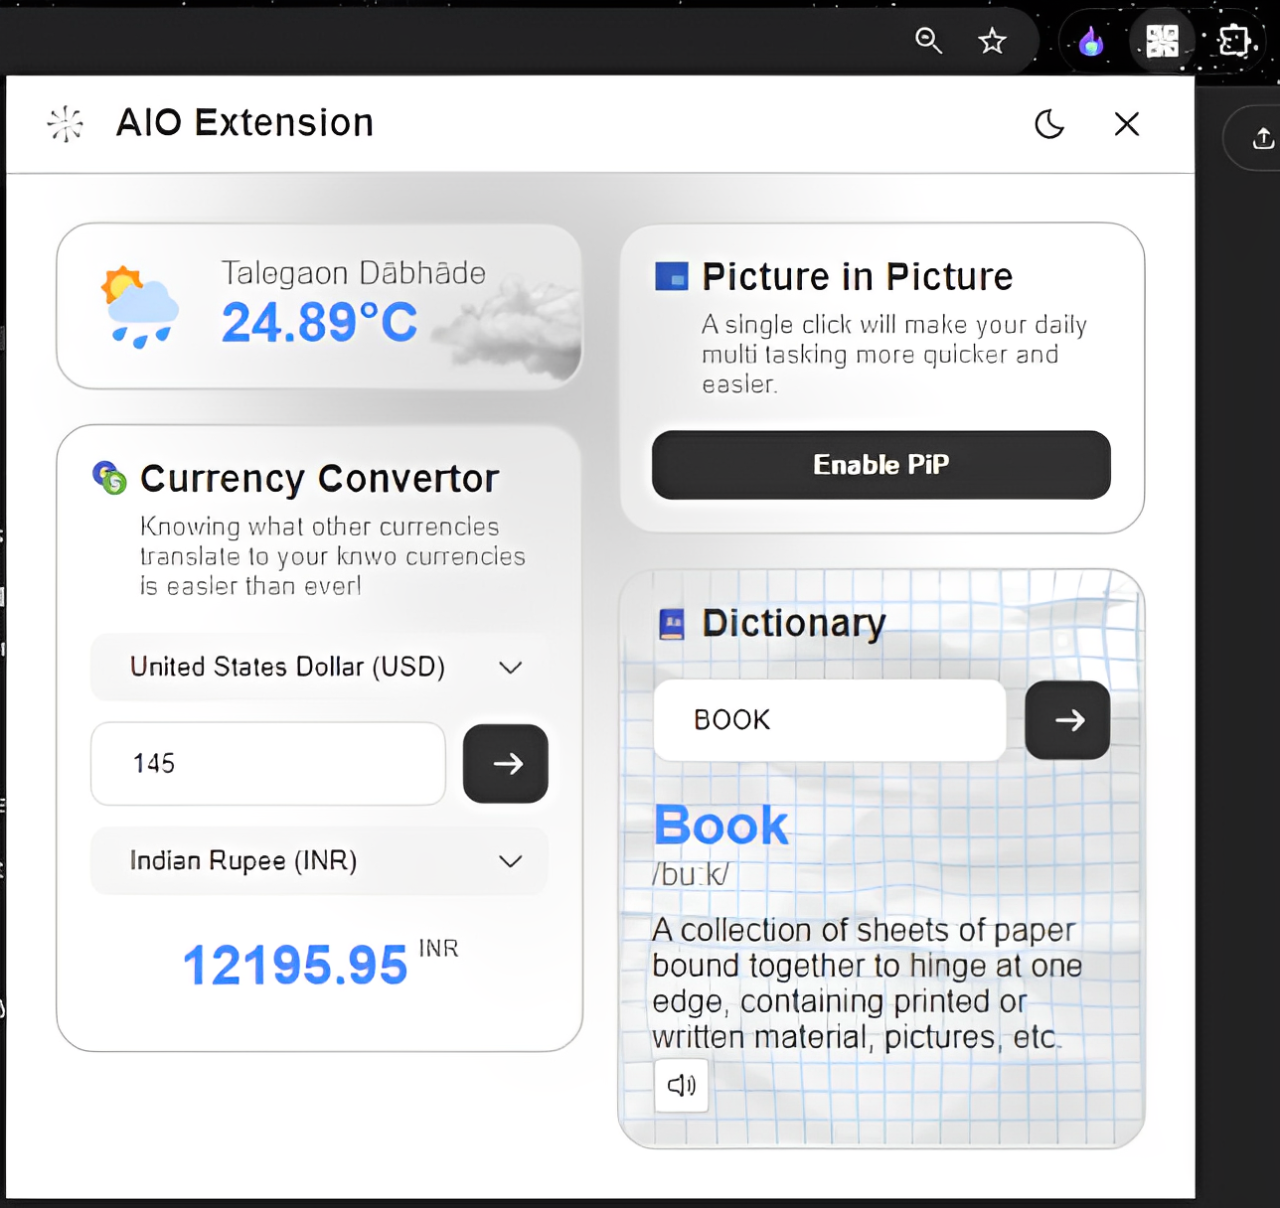 AIO Extension
Talegaon Dābhāde
24.89°C
Currency Convertor
Knowing what other currencies
translate to your knwo currencies
is easier than ever!
United States Dollar (USD)
145
Indian Rupee (INR)
12195.95 INR
Picture in Picture
A single click will make your daily
multi tasking more quicker and
easier.
Enable PiP
Dictionary
BOOK
Book
/buːk/
A collection of sheets of paper
bound together to hinge at one
edge, containing printed or
written material, pictures, etc.